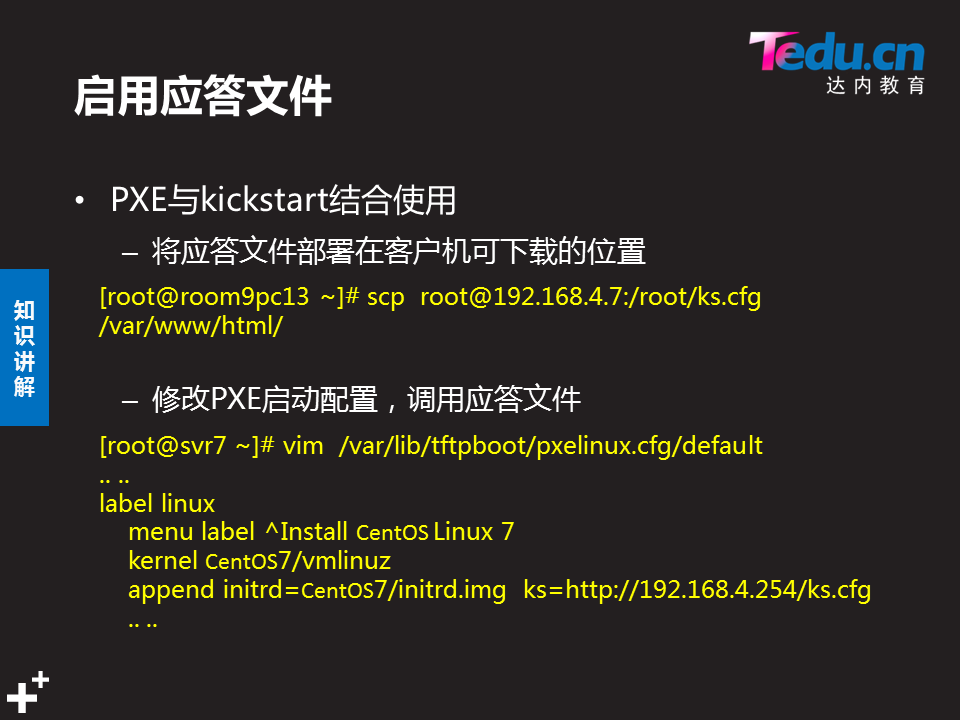 Tedu.cn
达内教育
启用应答文件
• PXE与kickstart结合使用
– 将应答文件部署在客户机可下载的位置
[root@room9pc13 ~]# scp  root@192.168.4.7:/root/ks.cfg
/var/www/html/
知识讲解
– 修改PXE启动配置，调用应答文件
[root@svr7 ~]# vim  /var/lib/tftpboot/pxelinux.cfg/default
.. ..
label linux
menu label ^Install CentOS Linux 7
kernel CentOS7/vmlinuz
append initrd=CentOS7/initrd.img  ks=http://192.168.4.254/ks.cfg
.. ..